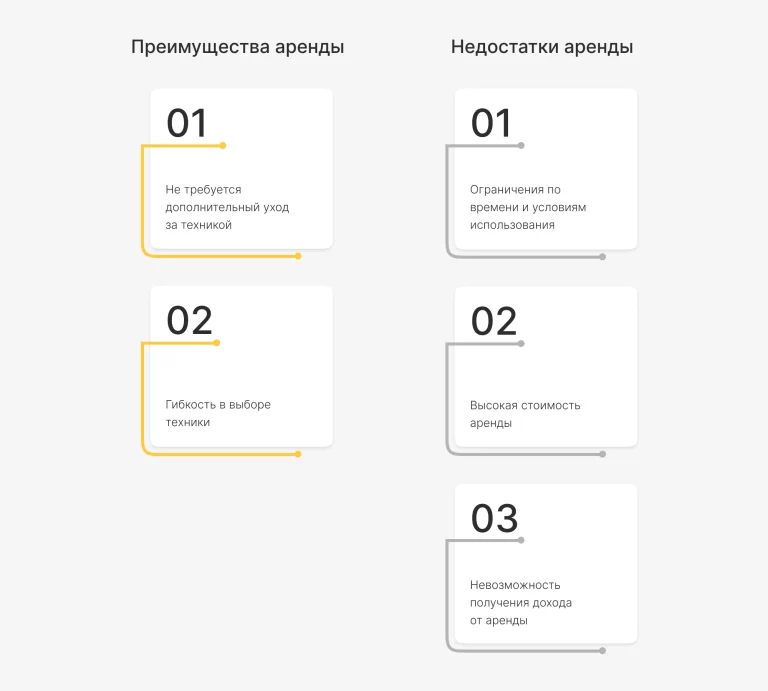 Преимущества аренды
01
Не требуется
дополнительный уход
за техникой
02
Гибкость в выборе
техники
Недостатки аренды
01
Ограничения по
времени и условиям
использования
02
Высокая стоимость
аренды
03
Невозможность
получения дохода
от аренды